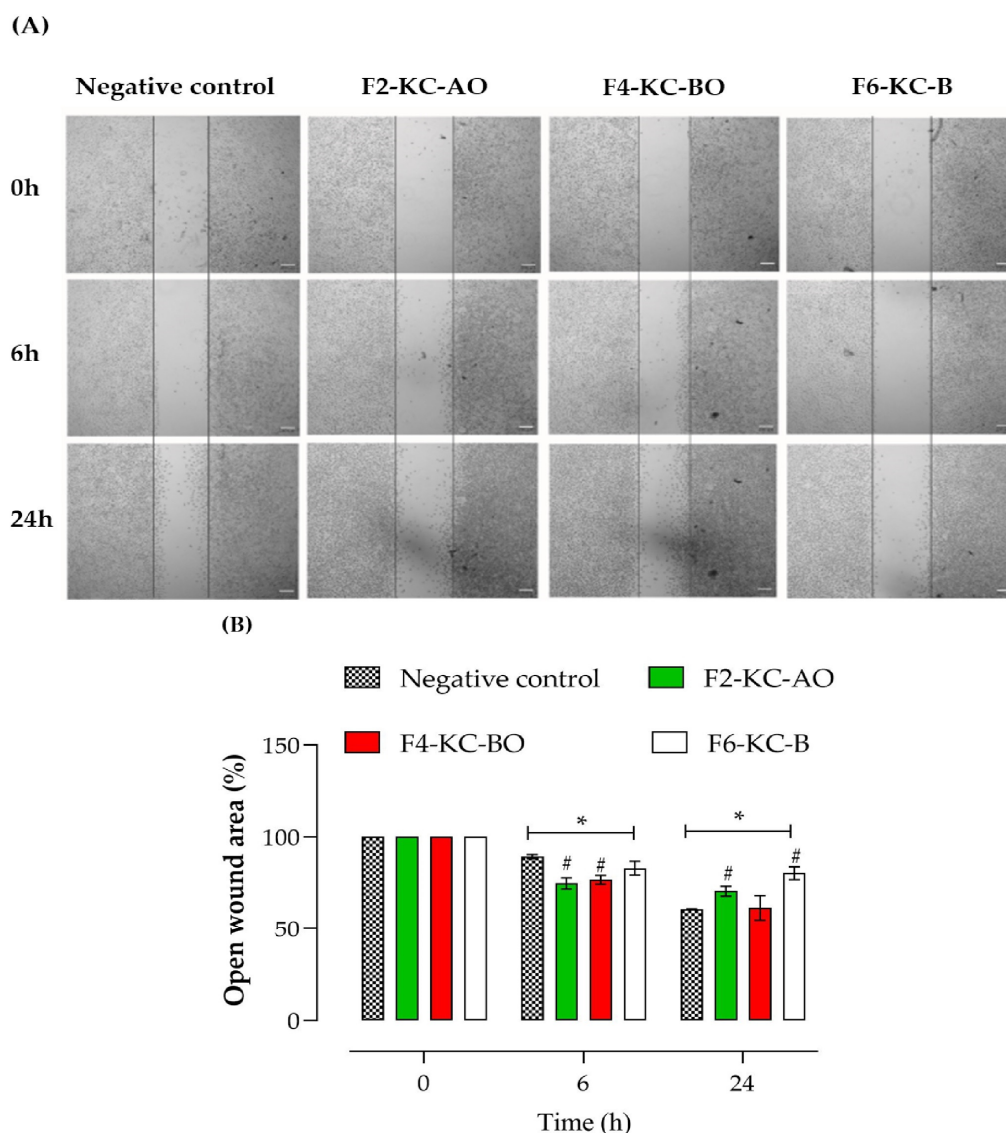 (A)
Negative control F2-KC-AO F4-KC-BO F6-KC-B
0h
6h
24h
(B)
Negative control F2-KC-AO
F4-KC-BO F6-KC-B
Open wound area (%)
150
100
50
0
* *
# # # #
0 6 24
Time (h)